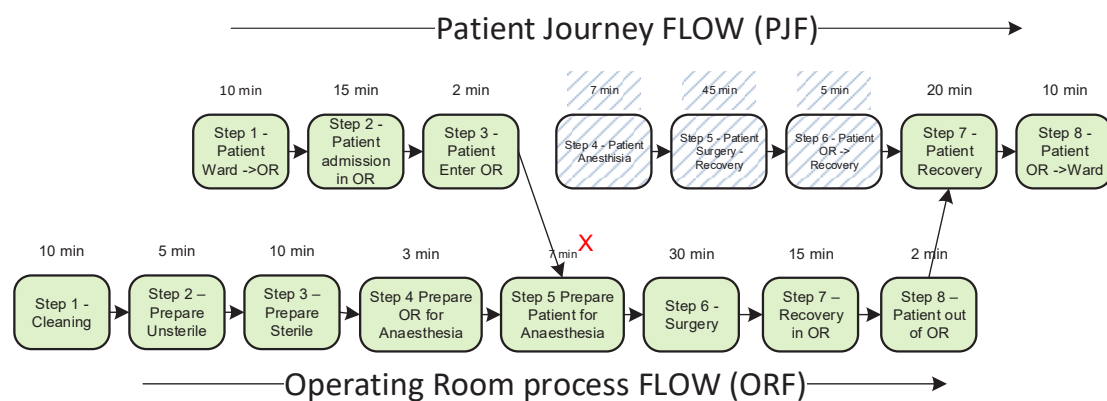 Patient Journey FLOW (PJF)
10 min
15 min
2 min
7 min
45 min
5 min
20 min
10 min
Step 1 -
Patient
Ward ->OR
Step 2 -
Patient
admission
in OR
Step 3 -
Patient
Enter OR
Step 4 - Patient
Anesthisia
Step 5 - Patient
Surgery -
Recovery
Step 6 - Patient
OR ->
Recovery
Step 7 -
Patient
Recovery
Step 8 -
Patient
OR ->Ward
10 min
5 min
10 min
3 min
7 min
X
30 min
15 min
2 min
Step 1 -
Cleaning
Step 2 –
Prepare
Unsterile
Step 3 –
Prepare
Sterile
Step 4 Prepare
OR for
Anaesthesia
Step 5 Prepare
Patient for
Anaesthesia
Step 6 -
Surgery
Step 7 –
Recovery
in OR
Step 8 –
Patient out
of OR
Operating Room process FLOW (ORF)